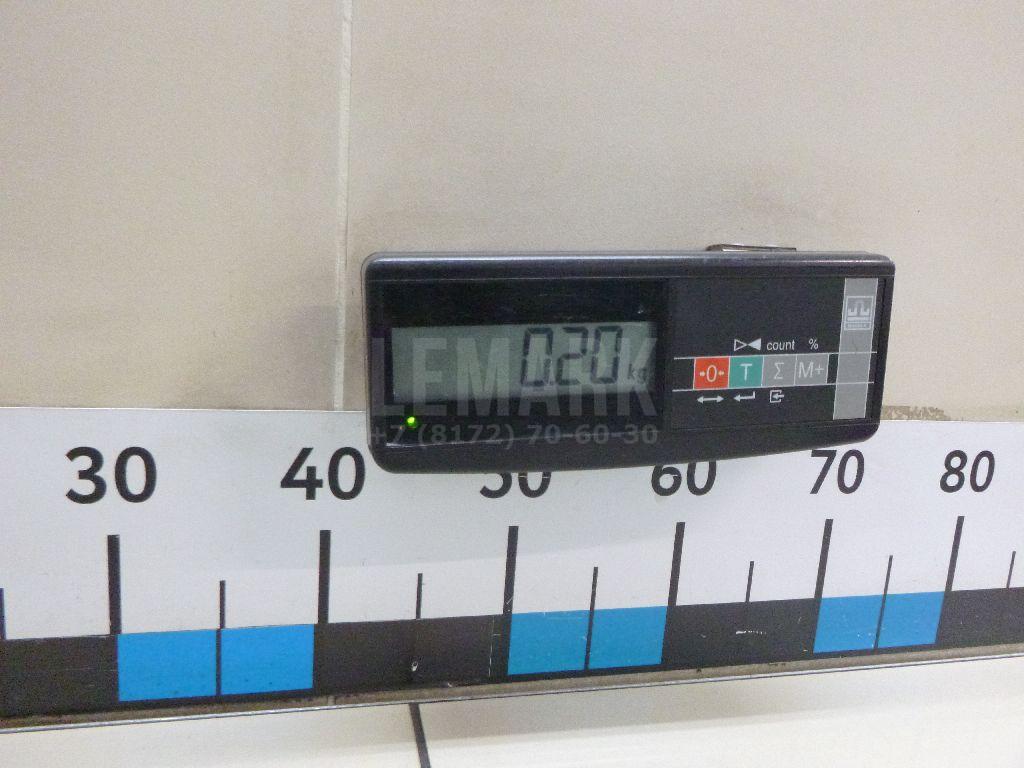 0.20 kg
LEMARK
+7 (8172) 70-60-30
count %
→0← T Σ M+
30 40 50 60 70 80